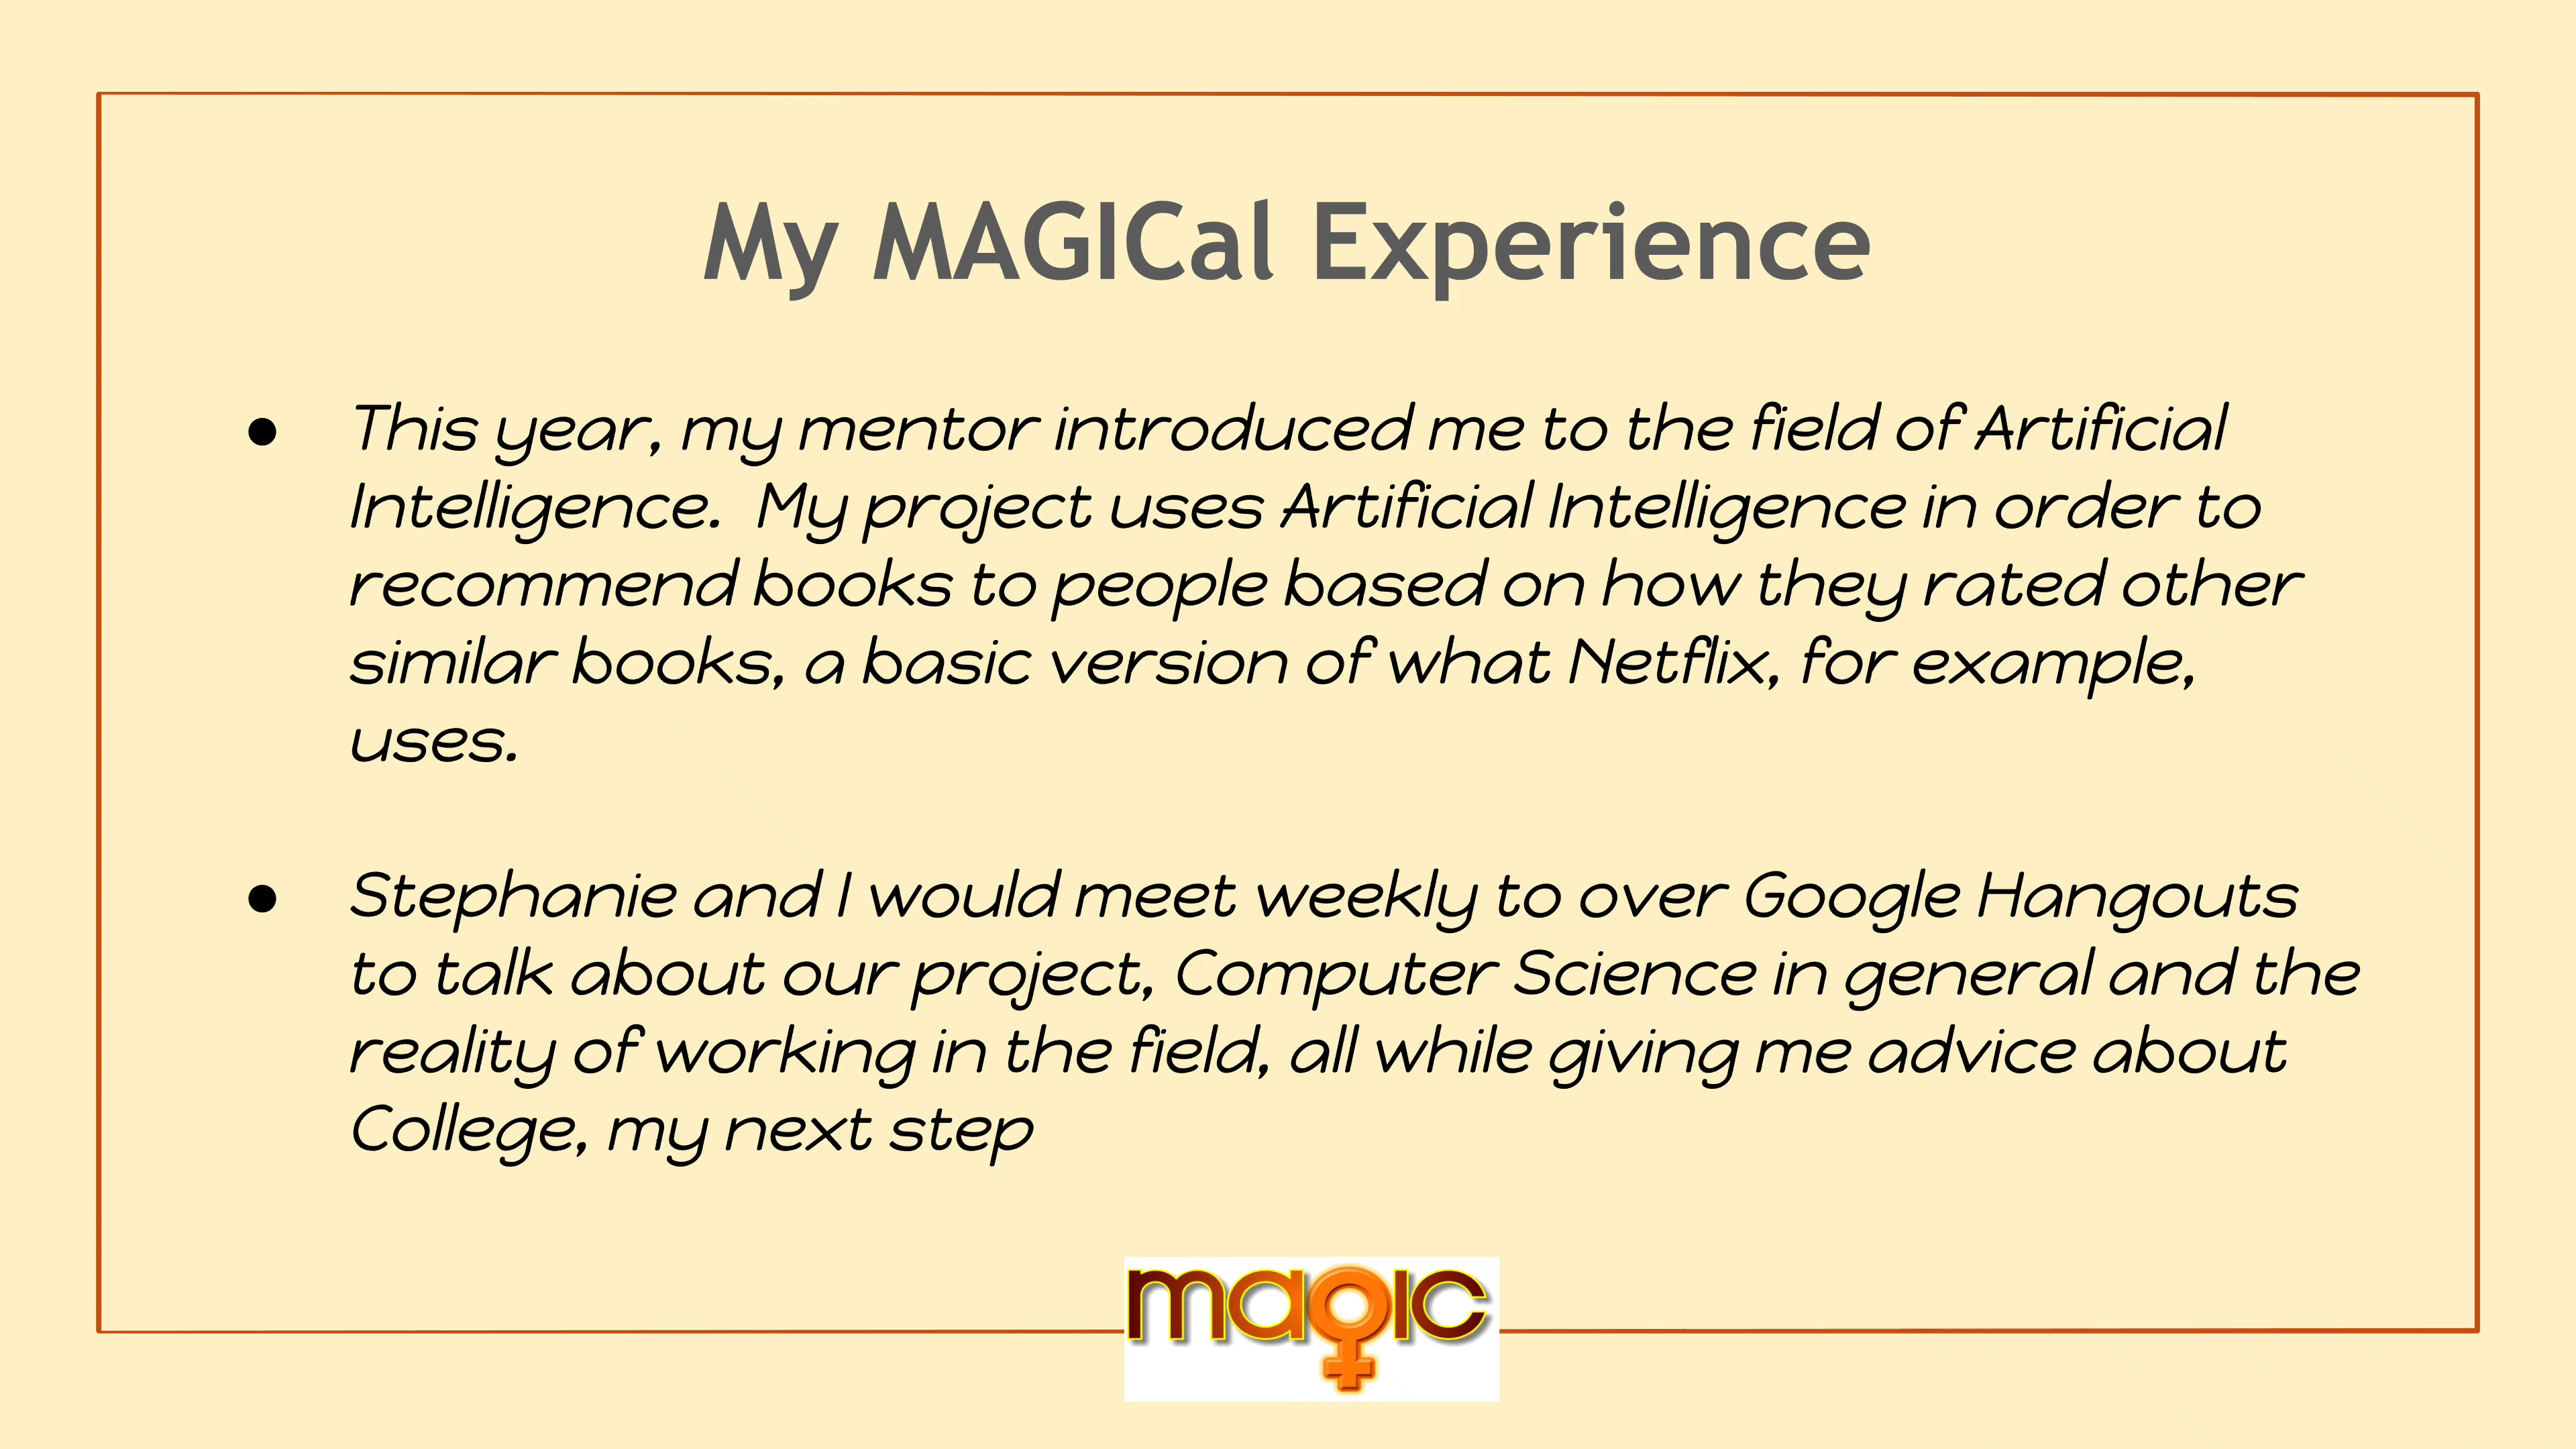 My MAGICal Experience
● This year, my mentor introduced me to the field of Artificial
Intelligence.  My project uses Artificial Intelligence in order to
recommend books to people based on how they rated other
similar books, a basic version of what Netflix, for example,
uses.
● Stephanie and I would meet weekly to over Google Hangouts
to talk about our project, Computer Science in general and the
reality of working in the field, all while giving me advice about
College, my next step
magic